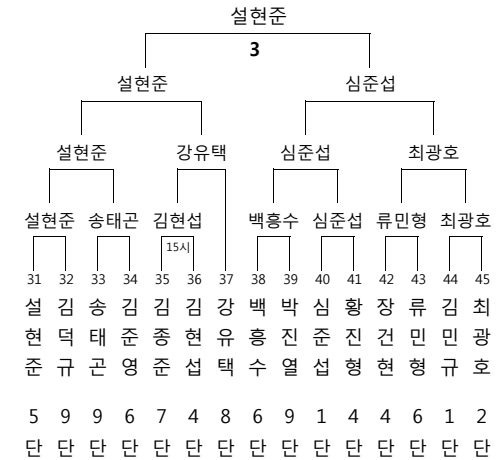 설현준
3
설현준 심준섭
설현준 강유택 심준섭 최광호
설현준 송태곤 김현섭 백흥수 심준섭 류민형 최광호
15시
31 32 33 34 35 36 37 38 39 40 41 42 43 44 45
설 김 송 김 김 김 강 백 박 심 황 장 류 김 최
현 덕 태 준 종 현 유 흥 진 준 진 건 민 민 광
준 규 곤 영 준 섭 택 수 열 섭 형 현 형 규 호
5 9 9 6 7 4 8 6 9 1 4 4 6 1 2
단 단 단 단 단 단 단 단 단 단 단 단 단 단 단